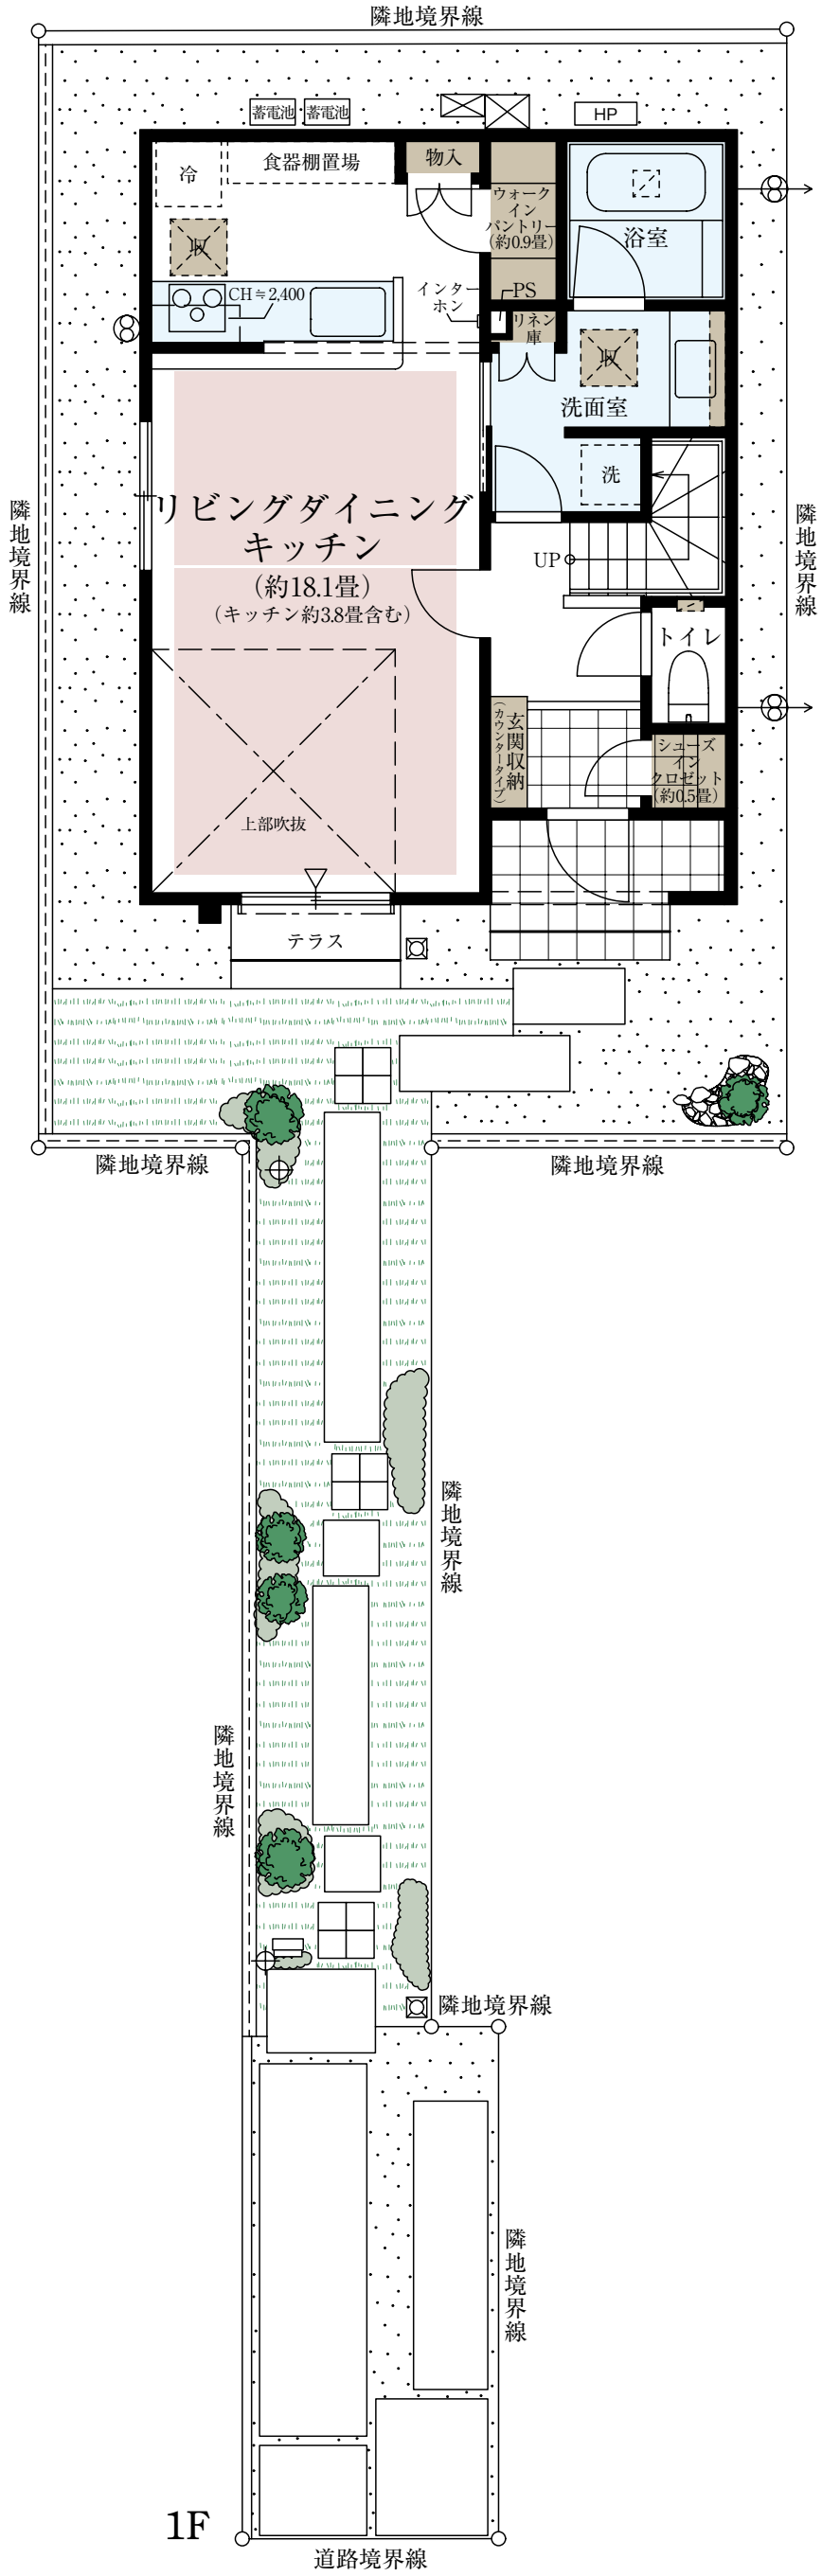 隣地境界線
蓄電池
蓄電池
HP
冷
食器棚置場
物入
ウォーク
イン
パントリー
(約0.9畳)
浴室
収
CH≒2,400
インター
ホン
PS
リネン
庫
収
洗面室
洗
隣地境界線
隣地境界線
リビングダイニング
キッチン
(約18.1畳)
(キッチン約3.8畳含む)
UP
トイレ
玄関収納
(カウンタータイプ)
シューズ
イン
クロゼット
(約0.5畳)
上部吹抜
テラス
隣地境界線
隣地境界線
隣地境界線
隣地境界線
隣地境界線
隣地境界線
1F
道路境界線